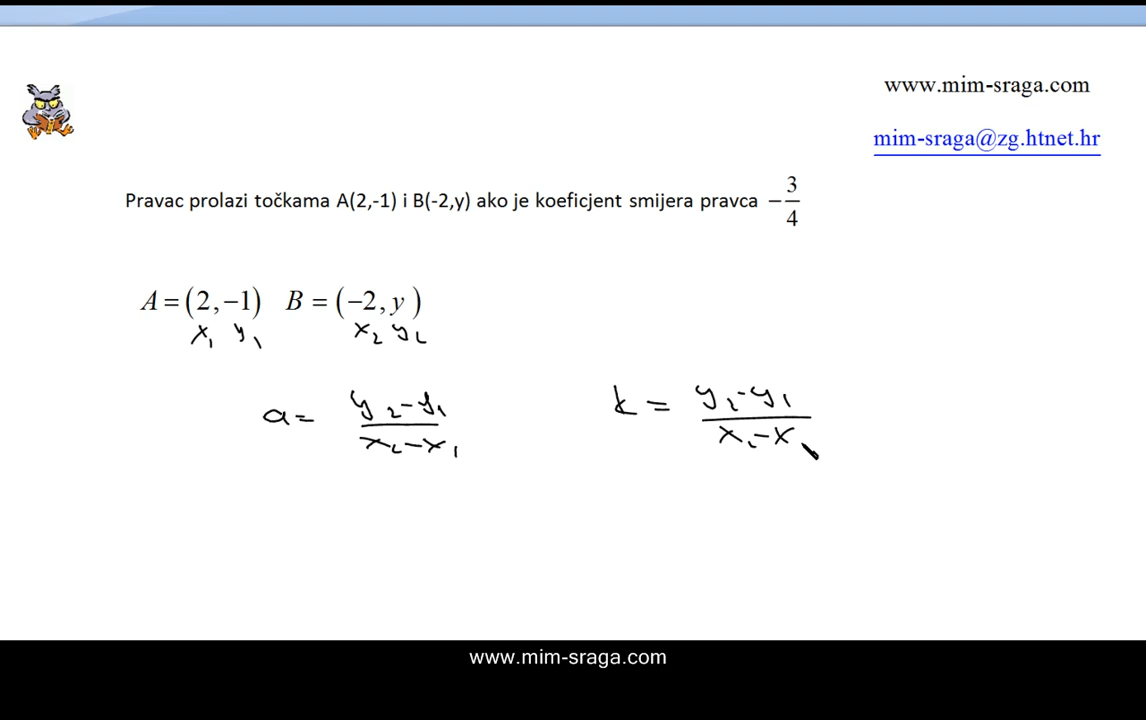 www.mim-sraga.com
mim-sraga@zg.htnet.hr
Pravac prolazi točkama A(2,-1) i B(-2,y) ako je koeficjent smijera pravca −3/4
A = (2, −1) B = (−2, y)
x₁ y₁ x₂ y₂
a = (y₂ − y₁)/(x₂ − x₁) k = (y₂ − y₁)/(x₂ − x₁)
www.mim-sraga.com